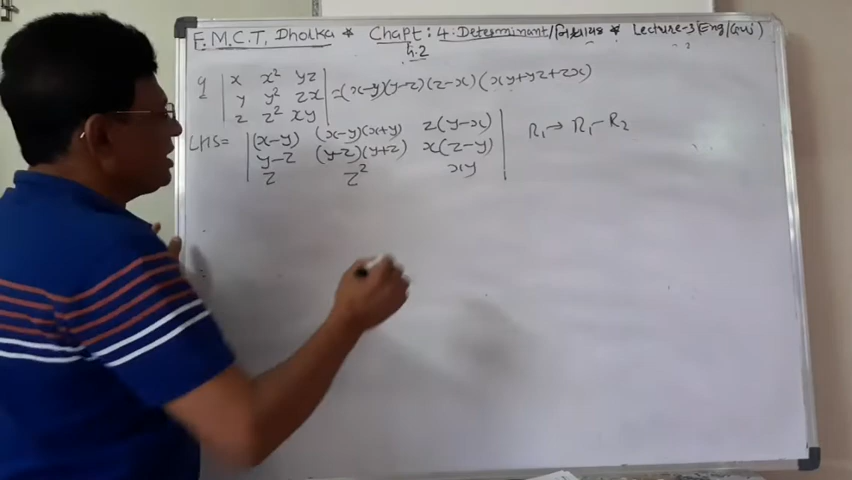 F.M.C.T, Dholka * Chapt: 4. Determinant/નિશ્ચાયક * Lecture-3 (Eng/Guj)
4.2
9 | x x² yz |
| y y² zx | = (x-y)(y-z)(z-x)(xy+yz+zx)
| z z² xy |
LHS = | (x-y) (x-y)(x+y) z(y-x) | R₁→ R₁-R₂
| y-z (y-z)(y+z) x(z-y) |
| z z² xy |